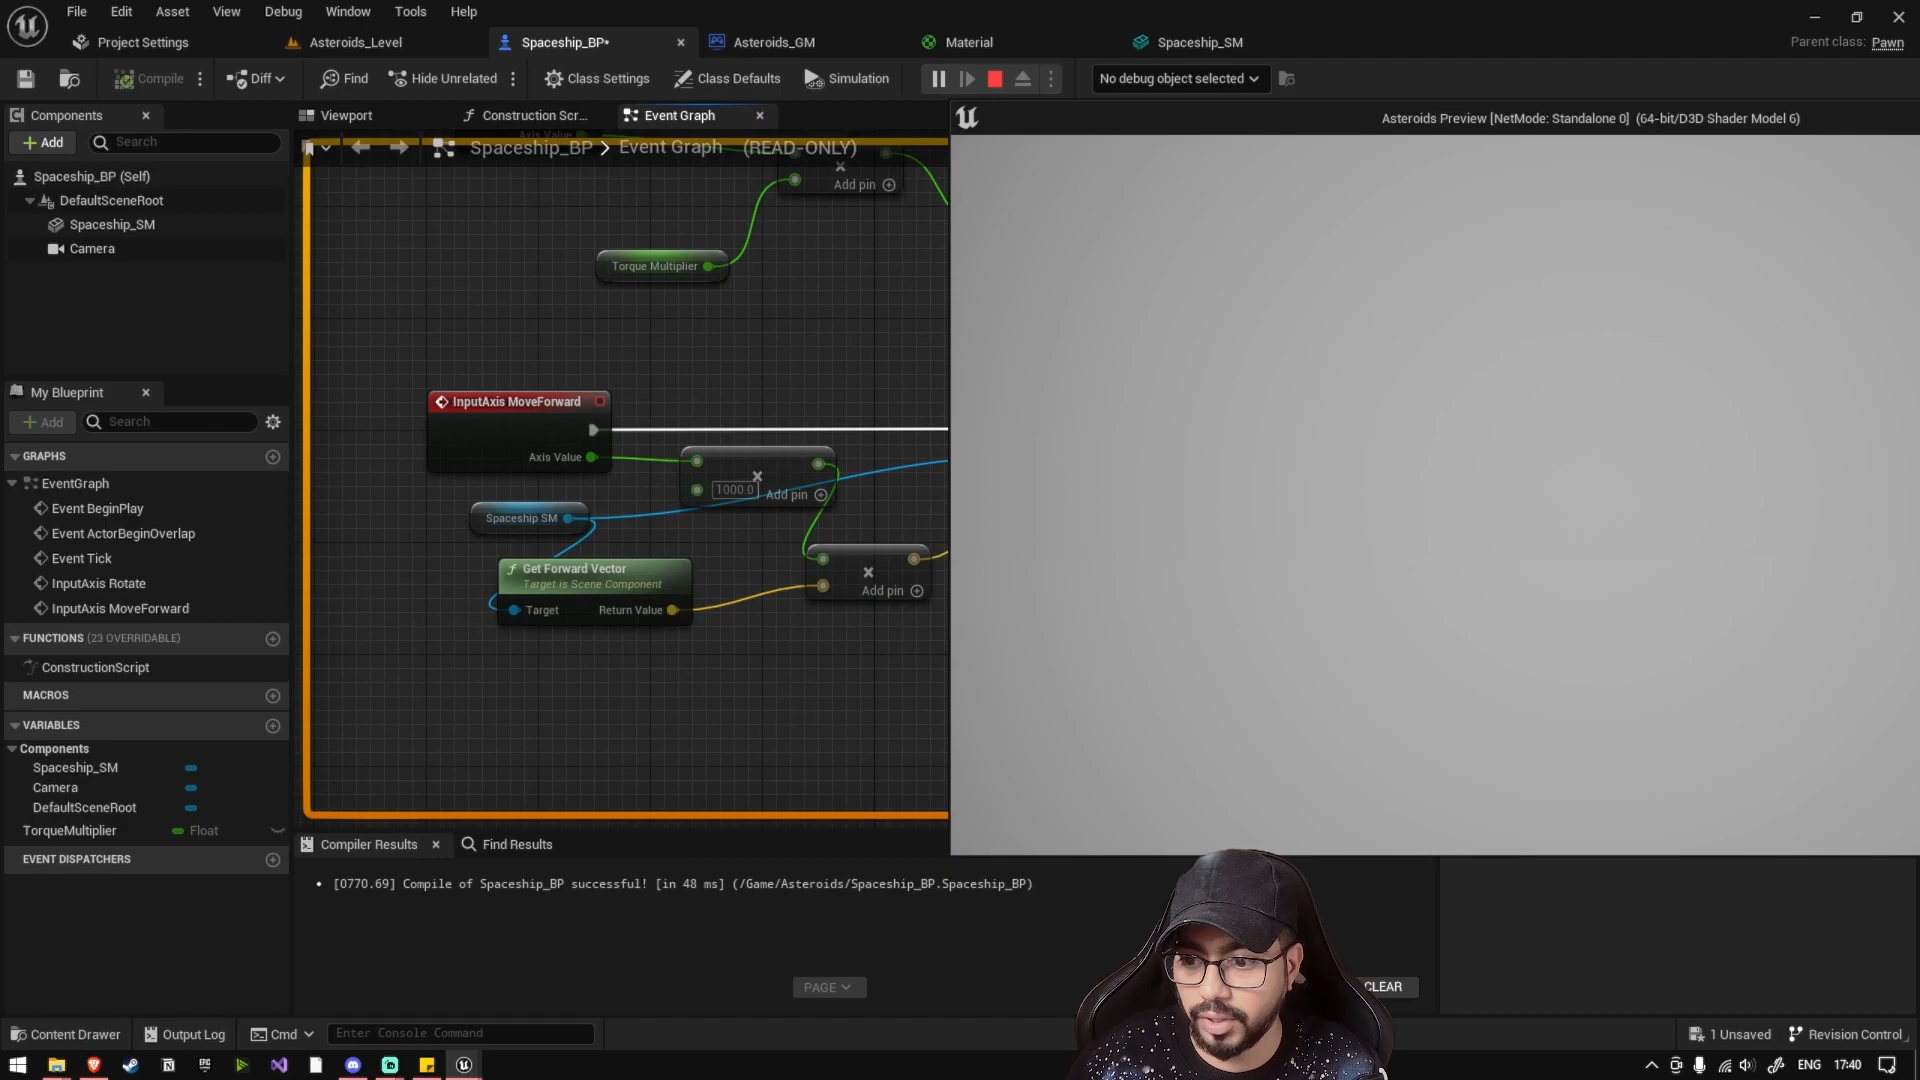 File Edit Asset View Debug Window Tools Help
Project Settings Asteroids_Level Spaceship_BP* Asteroids_GM Material Spaceship_SM Parent class: Pawn
Compile Diff Find Hide Unrelated Class Settings Class Defaults Simulation No debug object selected
Components Viewport Construction Scr... Event Graph Asteroids Preview [NetMode: Standalone 0] (64-bit/D3D Shader Model 6)
Add Search
Axis Value
Spaceship_BP > Event Graph (READ-ONLY)
Spaceship_BP (Self)
DefaultSceneRoot
Spaceship_SM
Camera
Add pin
Torque Multiplier
InputAxis MoveForward
Axis Value
1000.0 Add pin
Spaceship SM
Get Forward Vector
Target is Scene Component
Target Return Value
Add pin
My Blueprint
Add Search
GRAPHS
EventGraph
Event BeginPlay
Event ActorBeginOverlap
Event Tick
InputAxis Rotate
InputAxis MoveForward
FUNCTIONS (23 OVERRIDABLE)
ConstructionScript
MACROS
VARIABLES
Components
Spaceship_SM
Camera
DefaultSceneRoot
TorqueMultiplier Float
EVENT DISPATCHERS
Compiler Results Find Results
[0770.69] Compile of Spaceship_BP successful! [in 48 ms] (/Game/Asteroids/Spaceship_BP.Spaceship_BP)
PAGE CLEAR
Content Drawer Output Log Cmd Enter Console Command 1 Unsaved Revision Control
EPIC ENG 17:40